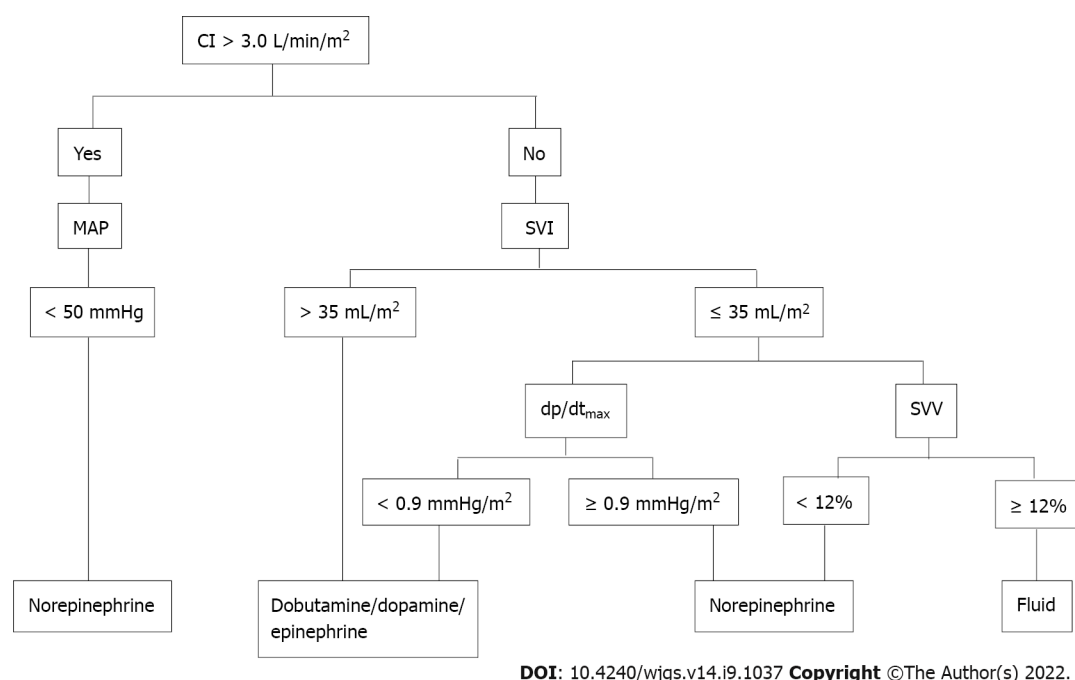 CI > 3.0 L/min/m²
Yes
No
MAP
SVI
< 50 mmHg
> 35 mL/m²
≤ 35 mL/m²
dp/dtₘₐₓ
SVV
< 0.9 mmHg/m²
≥ 0.9 mmHg/m²
< 12%
≥ 12%
Norepinephrine
Dobutamine/dopamine/
epinephrine
Norepinephrine
Fluid
DOI: 10.4240/wjgs.v14.i9.1037 Copyright ©The Author(s) 2022.